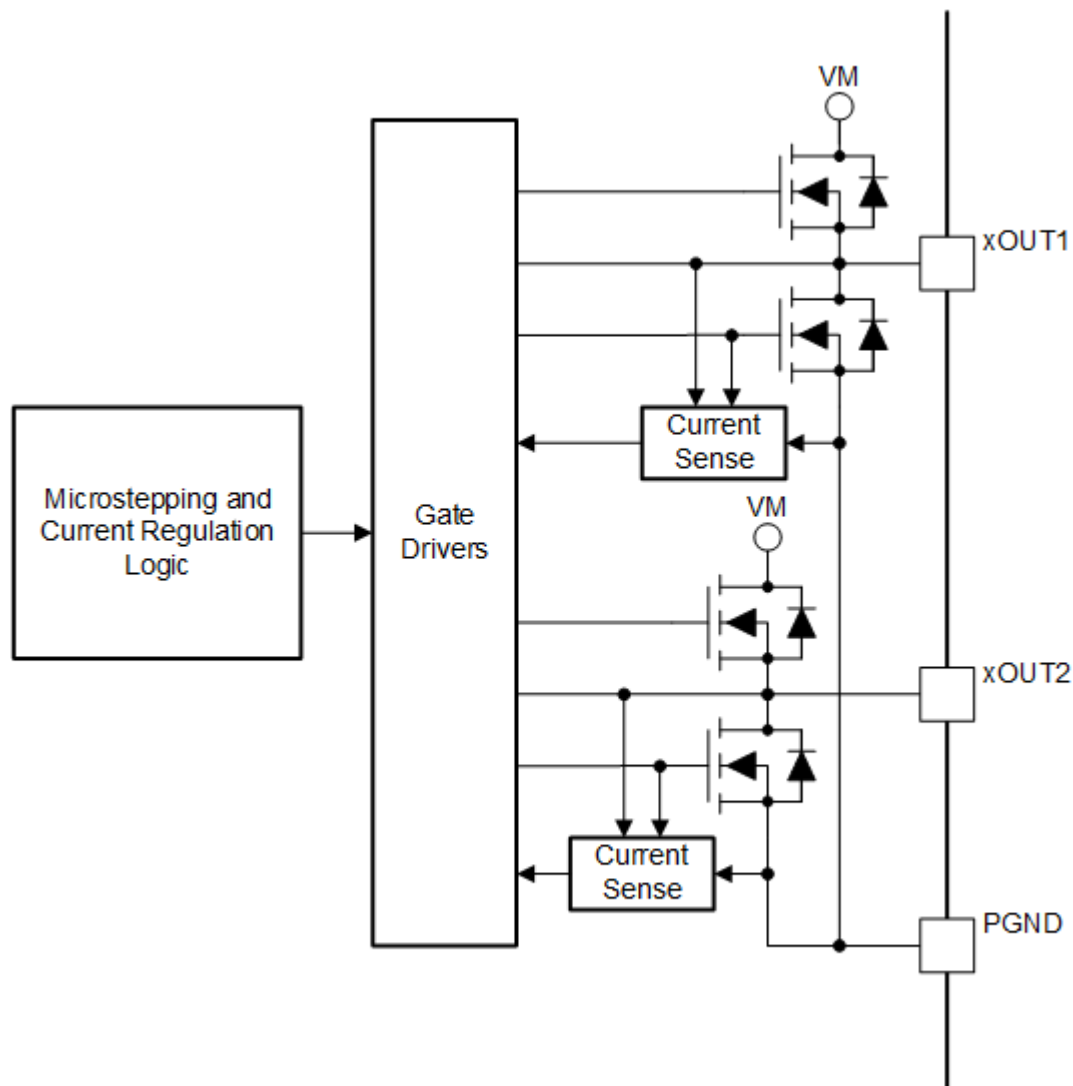 VM
xOUT1
Current
Sense
Microstepping and
Current Regulation
Logic
Gate
Drivers
VM
xOUT2
Current
Sense
PGND